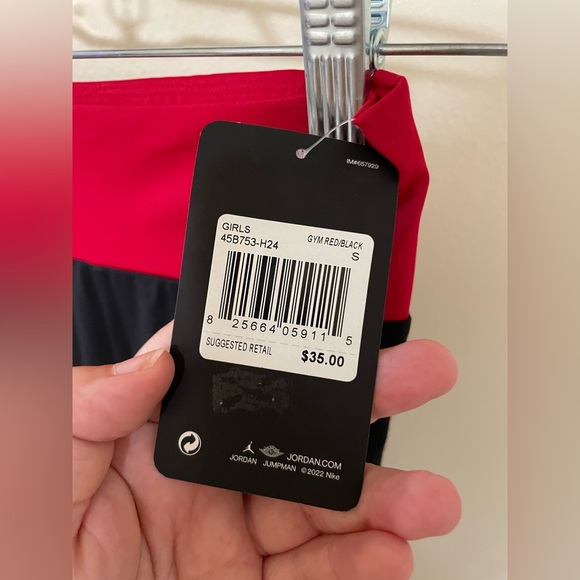 IM#667929
GIRLS
45B753-H24
GYM RED/BLACK
S
8 25664 05911 5
SUGGESTED RETAIL
$35.00
JORDAN.COM
JORDAN JUMPMAN ©2022 Nike